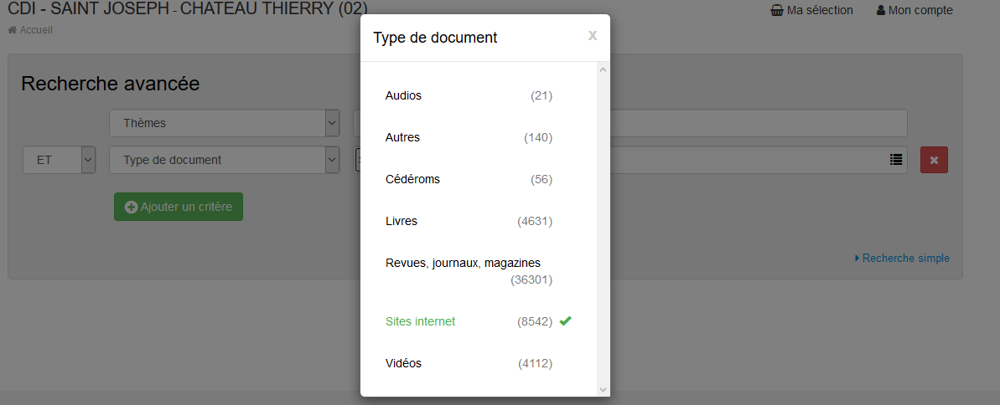 CDI - SAINT JOSEPH - CHATEAU THIERRY (02)
Ma sélection
Mon compte
Accueil
Recherche avancée
Thèmes
ET
Type de document
Ajouter un critère
Recherche simple
Type de document
x
Audios (21)
Autres (140)
Cédéroms (56)
Livres (4631)
Revues, journaux, magazines
(36301)
Sites internet (8542)
Vidéos (4112)